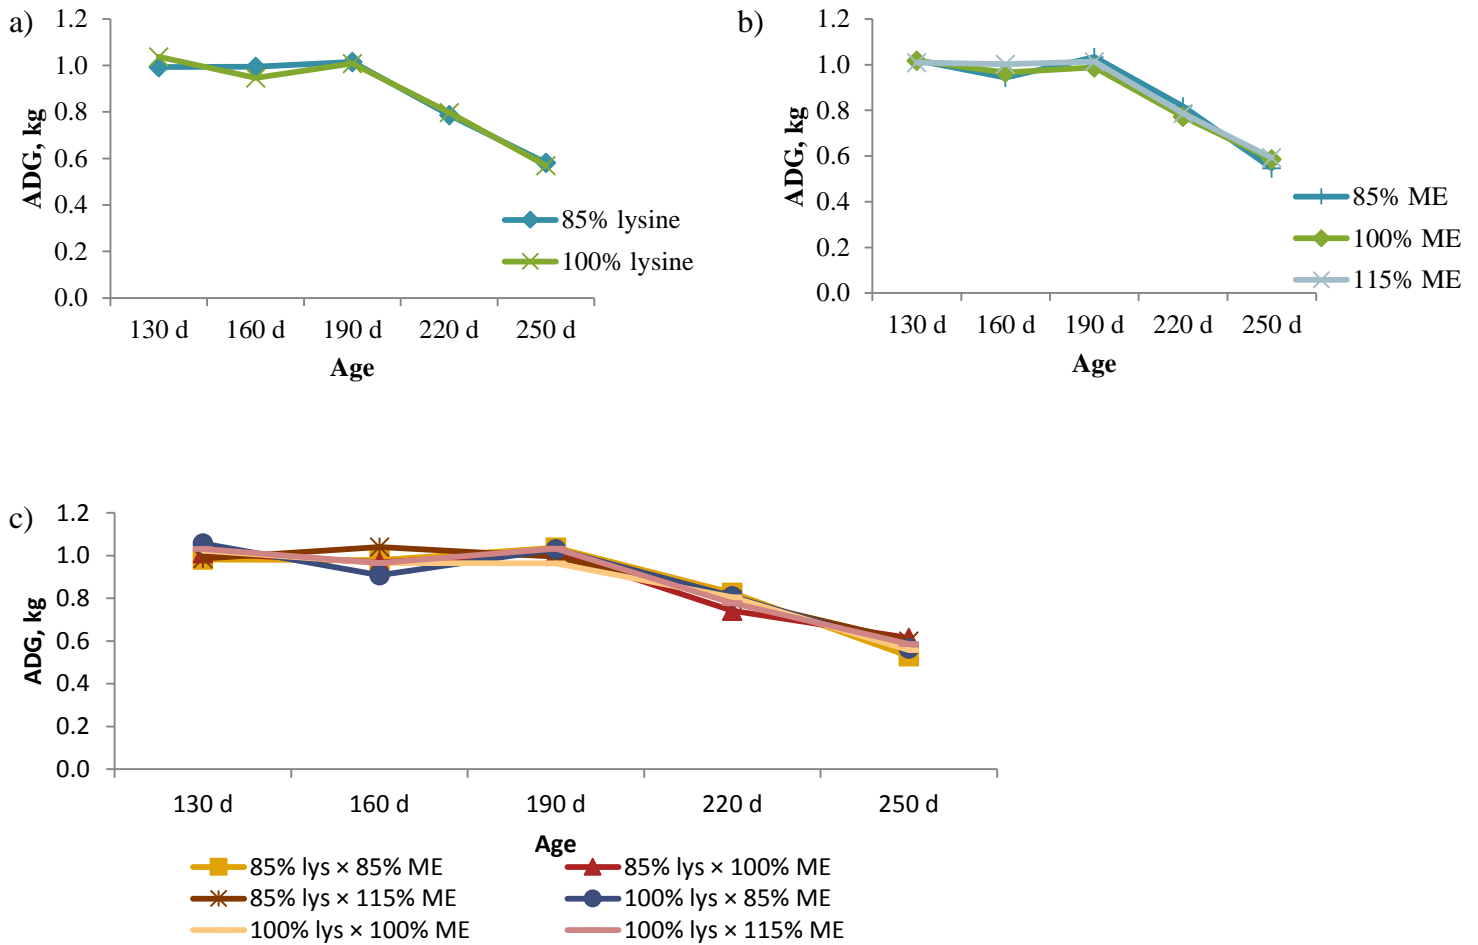 a)
1.2
1.0
0.8
0.6
0.4
0.2
0.0
ADG, kg
130 d 160 d 190 d 220 d 250 d
Age
85% lysine
100% lysine
b)
1.2
1.0
0.8
0.6
0.4
0.2
0.0
ADG, kg
130 d 160 d 190 d 220 d 250 d
Age
85% ME
100% ME
115% ME
c)
1.2
1.0
0.8
0.6
0.4
0.2
0.0
ADG, kg
130 d 160 d 190 d 220 d 250 d
Age
85% lys × 85% ME 85% lys × 100% ME
85% lys × 115% ME 100% lys × 85% ME
100% lys × 100% ME 100% lys × 115% ME